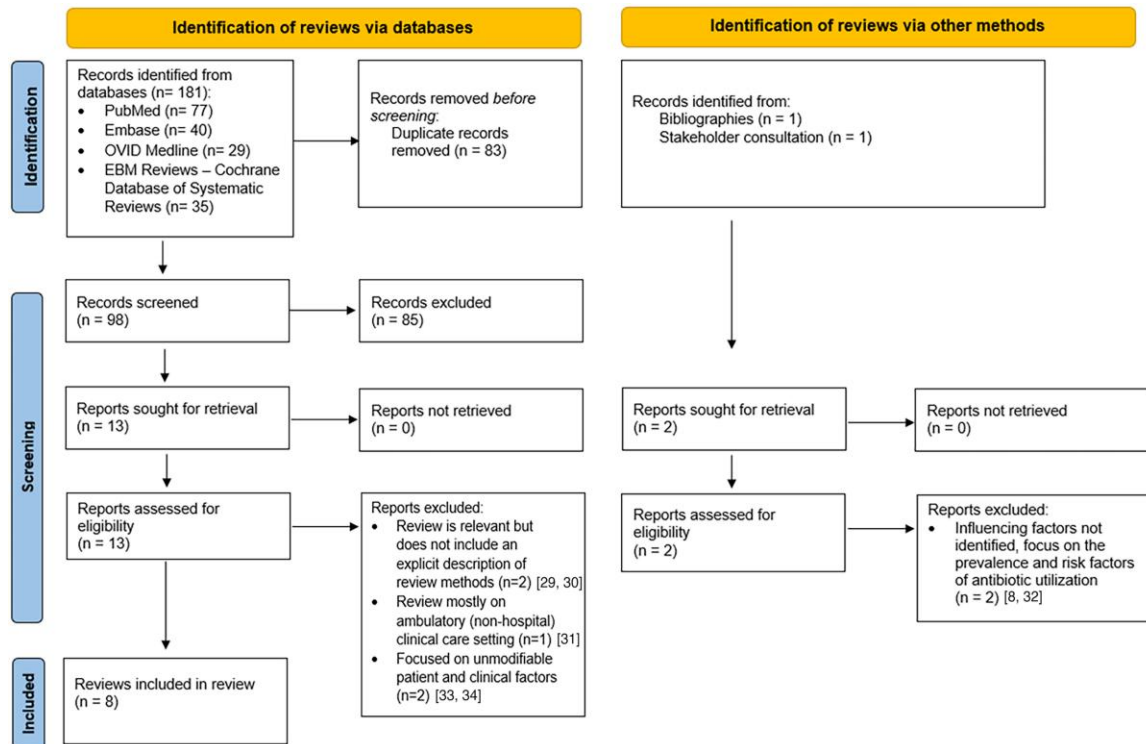 Identification of reviews via databases
Identification of reviews via other methods
Identification
Records identified from
databases (n= 181):
• PubMed (n= 77)
• Embase (n= 40)
• OVID Medline (n= 29)
• EBM Reviews – Cochrane
Database of Systematic
Reviews (n= 35)
Records removed before
screening:
Duplicate records
removed (n = 83)
Records identified from:
Bibliographies (n = 1)
Stakeholder consultation (n = 1)
Screening
Records screened
(n = 98)
Records excluded
(n = 85)
Reports sought for retrieval
(n = 13)
Reports not retrieved
(n = 0)
Reports sought for retrieval
(n = 2)
Reports not retrieved
(n = 0)
Reports assessed for
eligibility
(n = 13)
Reports excluded:
• Review is relevant but
does not include an
explicit description of
review methods (n=2) [29, 30]
• Review mostly on
ambulatory (non-hospital)
clinical care setting (n=1) [31]
• Focused on unmodifiable
patient and clinical factors
(n=2) [33, 34]
Reports assessed for
eligibility
(n = 2)
Reports excluded:
• Influencing factors not
identified, focus on the
prevalence and risk factors
of antibiotic utilization
(n = 2) [8, 32]
Included
Reviews included in review
(n = 8)